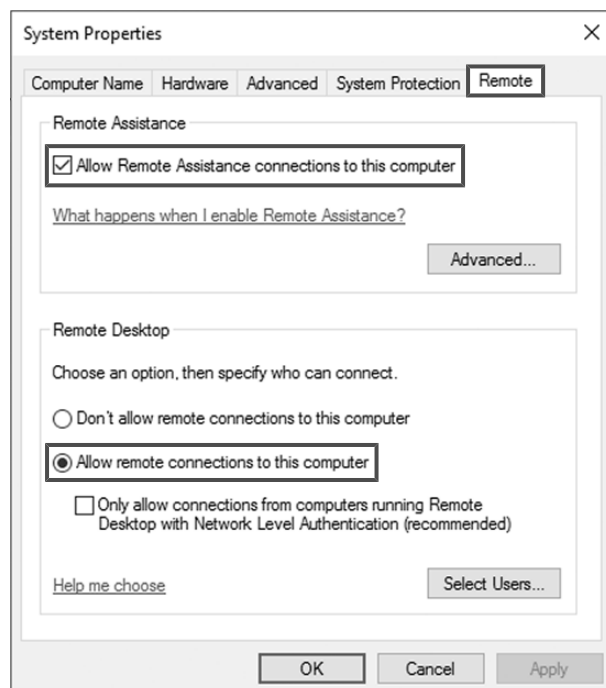 System Properties
Computer Name
Hardware
Advanced
System Protection
Remote
Remote Assistance
Allow Remote Assistance connections to this computer
What happens when I enable Remote Assistance?
Advanced...
Remote Desktop
Choose an option, then specify who can connect.
Don't allow remote connections to this computer
Allow remote connections to this computer
Only allow connections from computers running Remote
Desktop with Network Level Authentication (recommended)
Help me choose
Select Users...
OK
Cancel
Apply